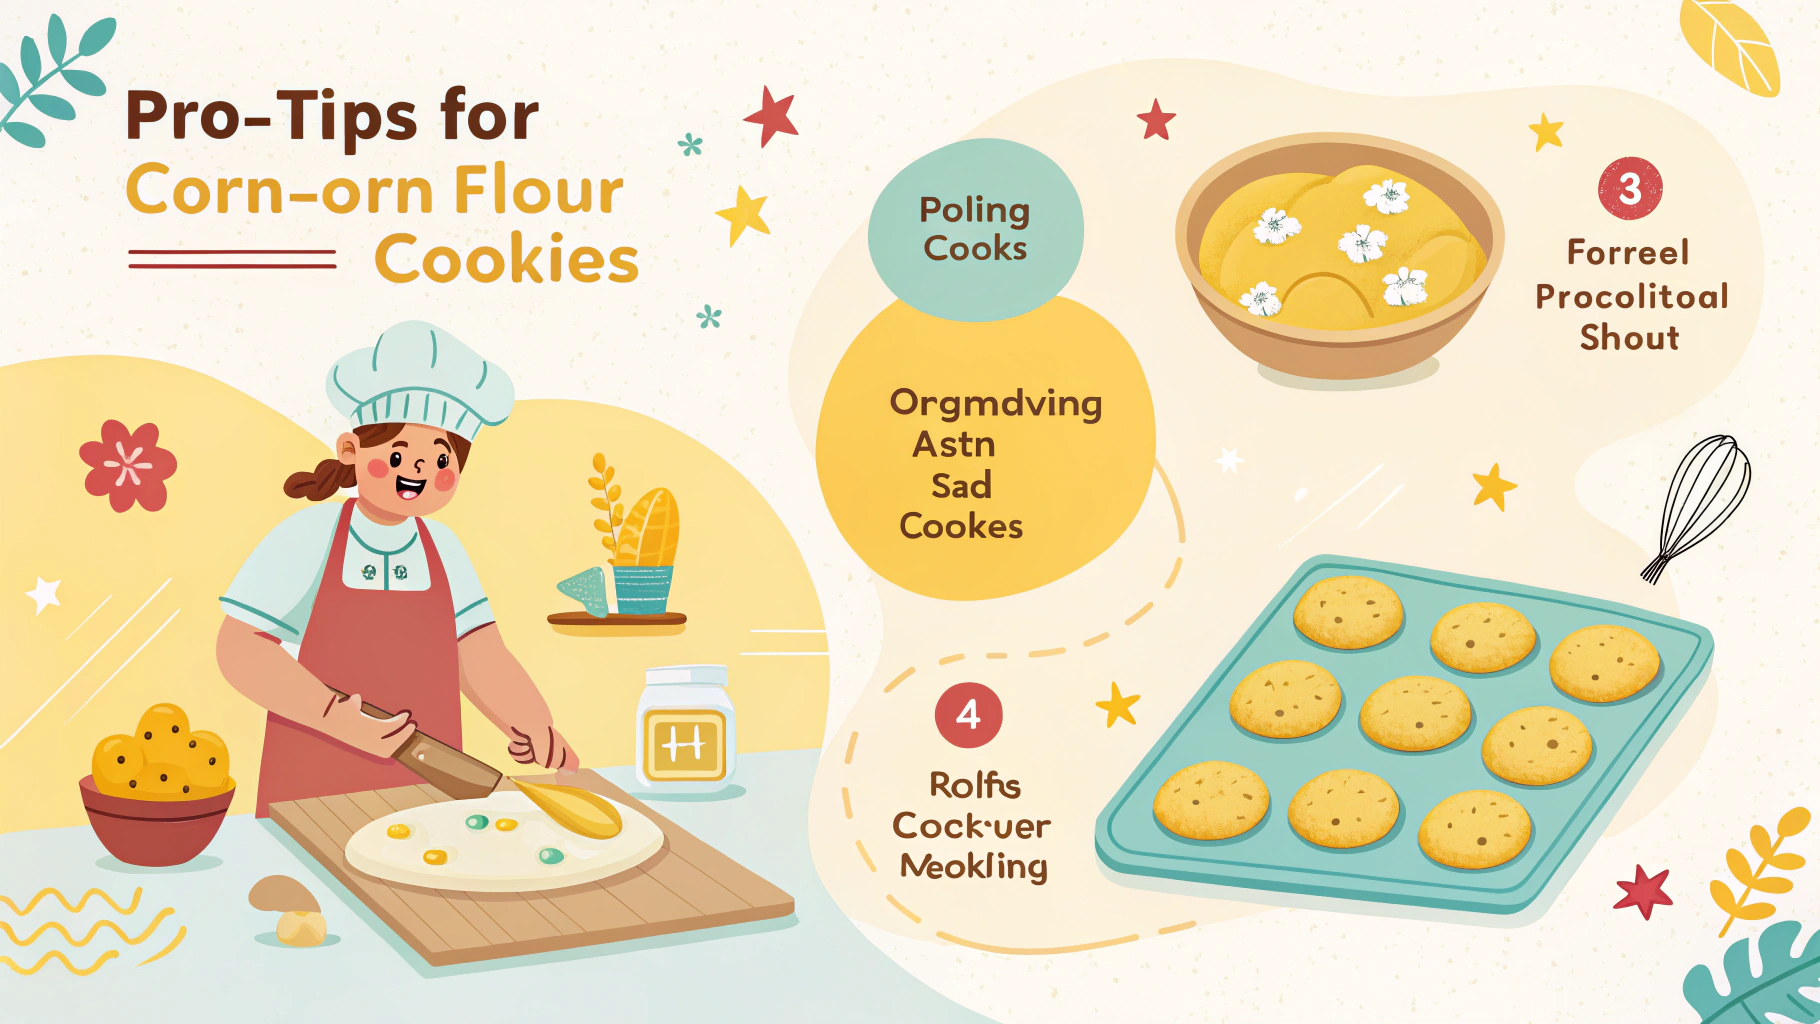 Pro-Tips for
Corn-orn Flour
Cookies
Poling
Cooks
Orgmdving
Astn
Sad
Cookes
3
Forreel
Procolitoal
Shout
4
Rolfis
Cock·uer
Meokling